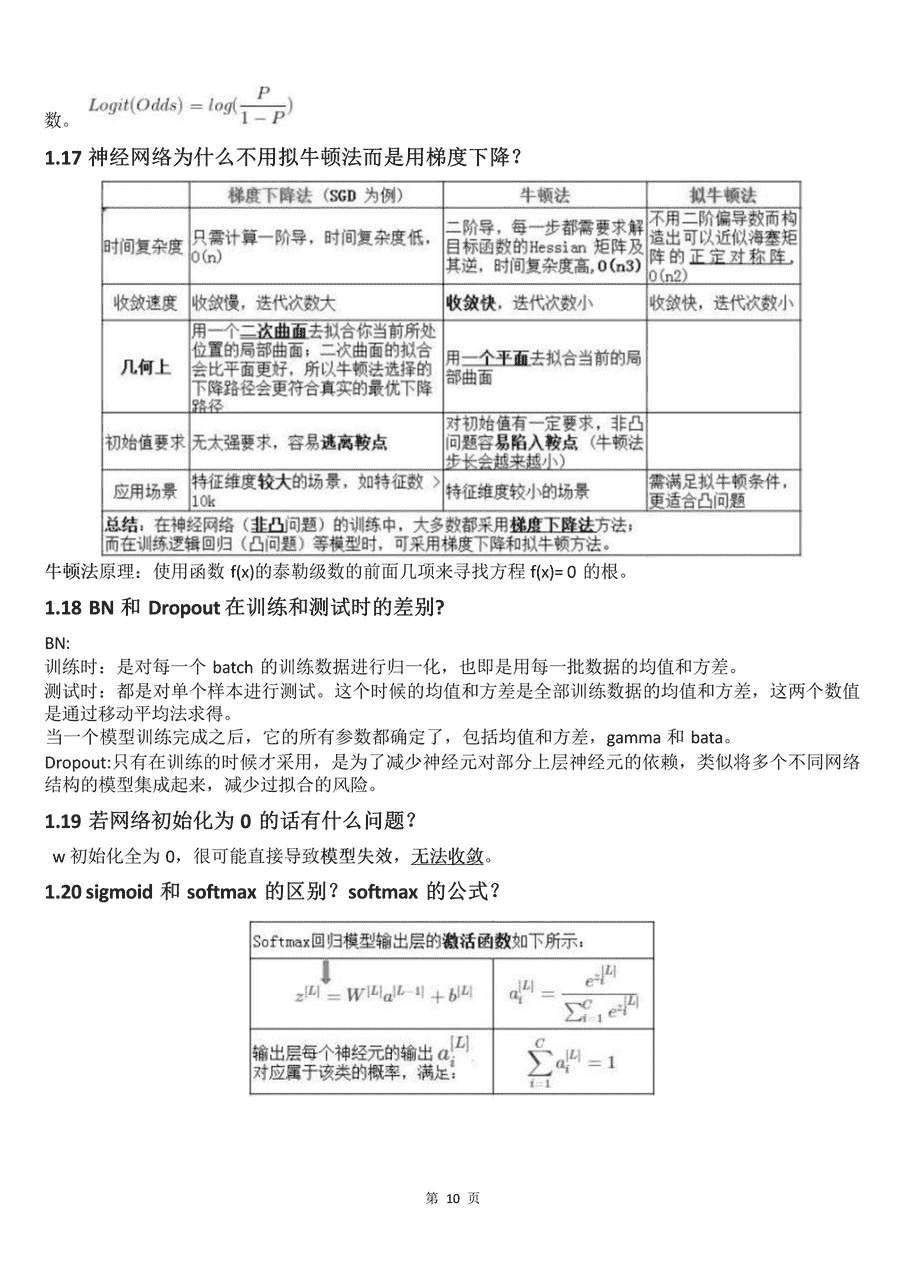 数。 Logit(Odds) = log(P/(1 − P))
1.17 神经网络为什么不用拟牛顿法而是用梯度下降?
梯度下降法 (SGD 为例) 牛顿法 拟牛顿法
时间复杂度 只需计算一阶导, 时间复杂度低, O(n) 二阶导, 每一步都需要求解目标函数的Hessian 矩阵及其逆, 时间复杂度高, O(n3) 不用二阶偏导数而构造出可以近似海塞矩阵的正定对称阵, O(n2)
收敛速度 收敛慢, 迭代次数大 收敛快, 迭代次数小 收敛快, 迭代次数小
几何上 用一个二次曲面去拟合你当前所处位置的局部曲面; 二次曲面的拟合会比平面更好, 所以牛顿法选择的下降路径会更符合真实的最优下降路径 用一个平面去拟合当前的局部曲面
初始值要求 无太强要求, 容易逃离鞍点 对初始值有一定要求, 非凸问题容易陷入鞍点 (牛顿法步长会越来越小)
应用场景 特征维度较大的场景, 如特征数 > 10k 特征维度较小的场景 需满足拟牛顿条件, 更适合凸问题
总结: 在神经网络 (非凸问题) 的训练中, 大多数都采用梯度下降法方法;
而在训练逻辑回归 (凸问题) 等模型时, 可采用梯度下降和拟牛顿方法。
牛顿法原理：使用函数 f(x)的泰勒级数的前面几项来寻找方程 f(x)= 0 的根。
1.18 BN 和 Dropout 在训练和测试时的差别?
BN:
训练时：是对每一个 batch 的训练数据进行归一化，也即是用每一批数据的均值和方差。
测试时：都是对单个样本进行测试。这个时候的均值和方差是全部训练数据的均值和方差，这两个数值
是通过移动平均法求得。
当一个模型训练完成之后，它的所有参数都确定了，包括均值和方差，gamma 和 bata。
Dropout:只有在训练的时候才采用，是为了减少神经元对部分上层神经元的依赖，类似将多个不同网络
结构的模型集成起来，减少过拟合的风险。
1.19 若网络初始化为 0 的话有什么问题?
w 初始化全为 0，很可能直接导致模型失效，无法收敛。
1.20 sigmoid 和 softmax 的区别? softmax 的公式?
Softmax回归模型输出层的激活函数如下所示:
z^[L] = W^[L]a^[L−1] + b^[L] a_i^[L] = e^{z_i^[L]} / ∑_{i=1}^C e^{z_i^[L]}
输出层每个神经元的输出 a_i^[L]
对应属于该类的概率, 满足: ∑_{i=1}^C a_i^[L] = 1
第 10 页